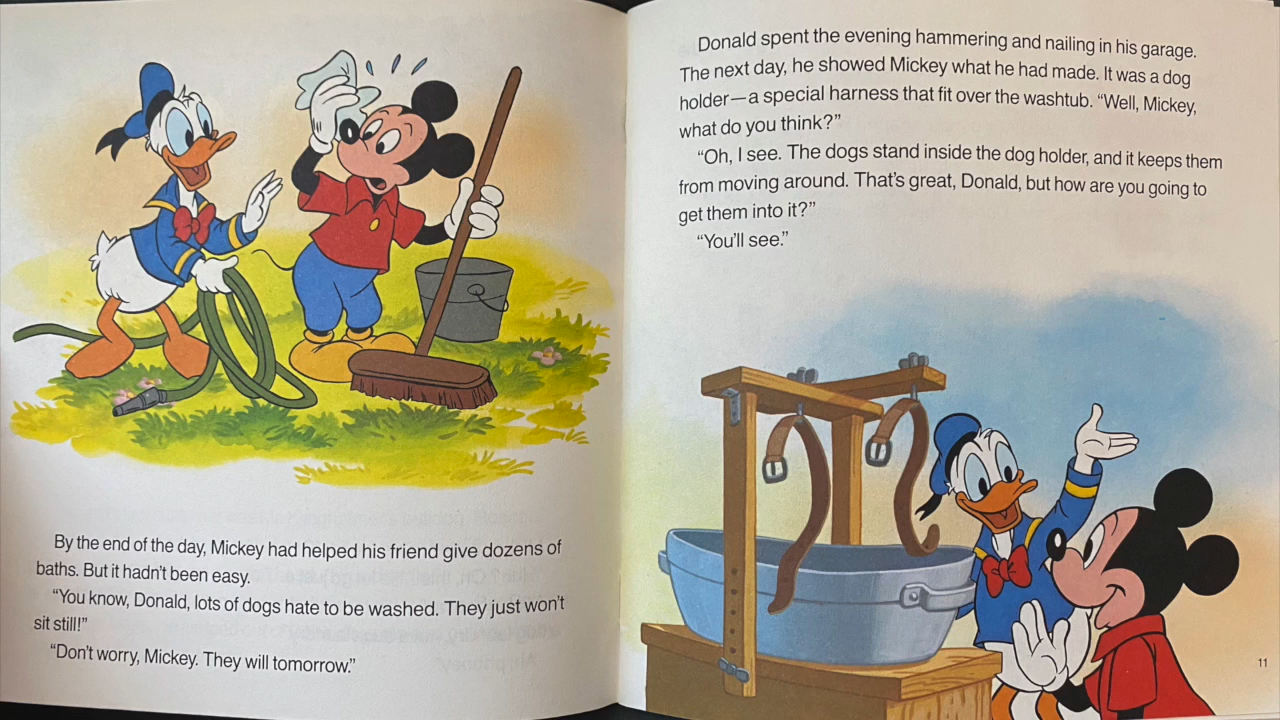 By the end of the day, Mickey had helped his friend give dozens of
baths. But it hadn't been easy.
“You know, Donald, lots of dogs hate to be washed. They just won't
sit still!”
“Don't worry, Mickey. They will tomorrow.”
Donald spent the evening hammering and nailing in his garage.
The next day, he showed Mickey what he had made. It was a dog
holder—a special harness that fit over the washtub. “Well, Mickey,
what do you think?”
“Oh, I see. The dogs stand inside the dog holder, and it keeps them
from moving around. That's great, Donald, but how are you going to
get them into it?”
“You'll see.”
11